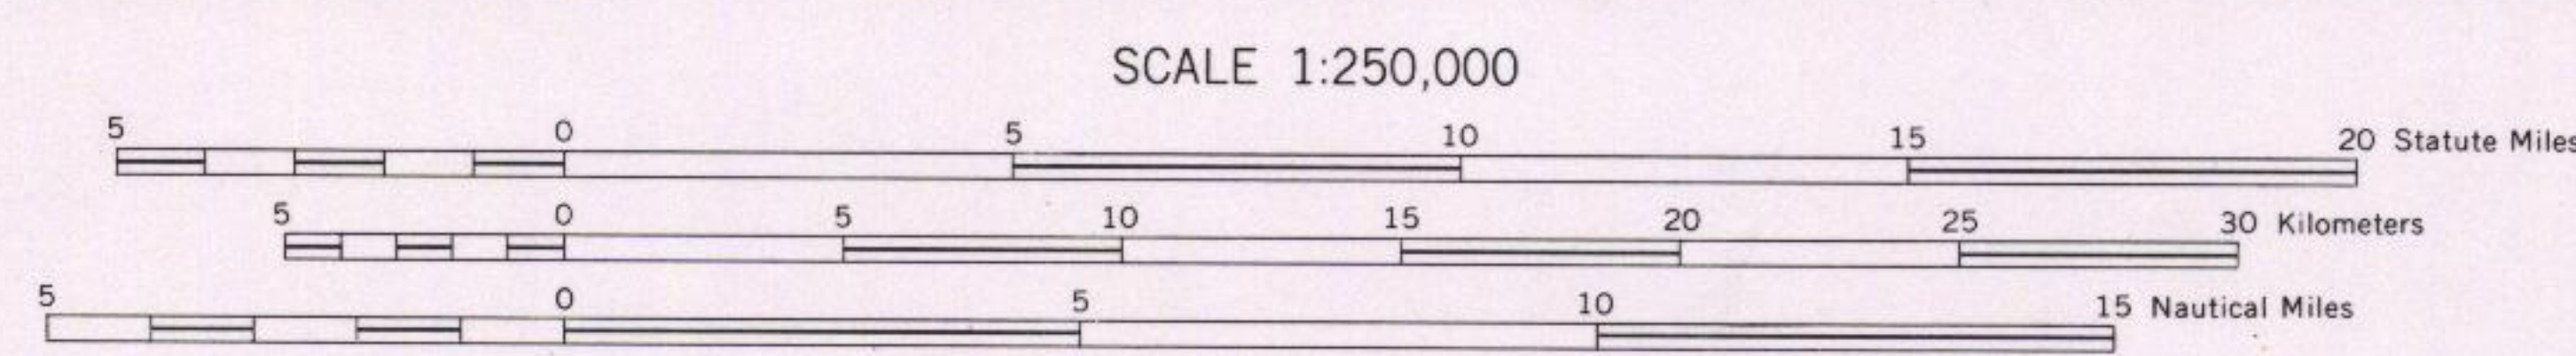 SCALE 1:250,000
5 0 5 10 15 20 Statute Miles
5 0 5 10 15 20 25 30 Kilometers
5 0 5 10 15 Nautical Miles